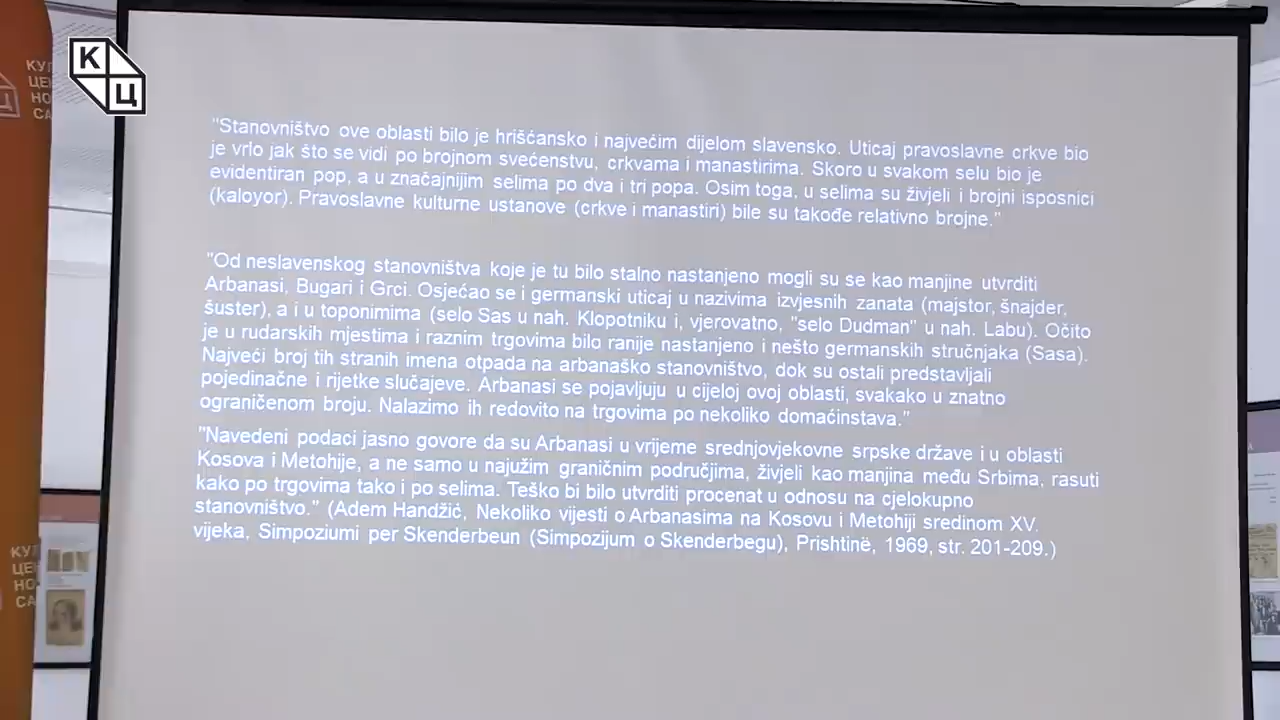 К
Ц
КУЛ
ЦЕН
НО
СА
"Stanovništvo ove oblasti bilo je hrišćansko i najvećim dijelom slavensko. Uticaj pravoslavne crkve bio
je vrlo jak što se vidi po brojnom svećenstvu, crkvama i manastirima. Skoro u svakom selu bio je
evidentiran pop, a u značajnijim selima po dva i tri popa. Osim toga, u selima su živjeli i brojni isposnici
(kaloyor). Pravoslavne kulturne ustanove (crkve i manastiri) bile su takođe relativno brojne."
"Od neslavenskog stanovništva koje je tu bilo stalno nastanjeno mogli su se kao manjine utvrditi
Arbanasi, Bugari i Grci. Osjećao se i germanski uticaj u nazivima izvjesnih zanata (majstor, šnajder,
šuster), a i u toponimima (selo Sas u nah. Klopotniku i, vjerovatno, "selo Dudman" u nah. Labu). Očito
je u rudarskih mjestima i raznim trgovima bilo ranije nastanjeno i nešto germanskih stručnjaka (Sasa).
Najveći broj tih stranih imena otpada na arbanaško stanovništvo, dok su ostali predstavljali
pojedinačne i rijetke slučajeve. Arbanasi se pojavljuju u cijeloj ovoj oblasti, svakako u znatno
ograničenom broju. Nalazimo ih redovito na trgovima po nekoliko domaćinstava."
"Navedeni podaci jasno govore da su Arbanasi u vrijeme srednjovjekovne srpske države i u oblasti
Kosova i Metohije, a ne samo u najužim graničnim područjima, živjeli kao manjina među Srbima, rasuti
kako po trgovima tako i po selima. Teško bi bilo utvrditi procenat u odnosu na cjelokupno
stanovništvo." (Adem Handžić, Nekoliko vijesti o Arbanasima na Kosovu i Metohiji sredinom XV.
vijeka, Simpoziumi per Skenderbeun (Simpozijum o Skenderbegu), Prishtinë, 1969, str. 201-209.)
КУЛ
ЦЕ
НО
СА